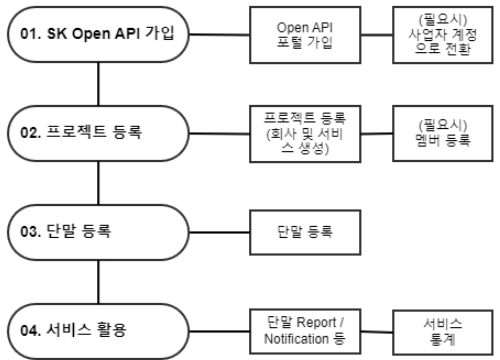 01. SK Open API 가입
Open API
포털 가입
(필요시)
사업자 계정
으로 전환
02. 프로젝트 등록
프로젝트 등록
(회사 및 서비
스 생성)
(필요시)
멤버 등록
03. 단말 등록
단말 등록
04. 서비스 활용
단말 Report /
Notification 등
서비스
통계